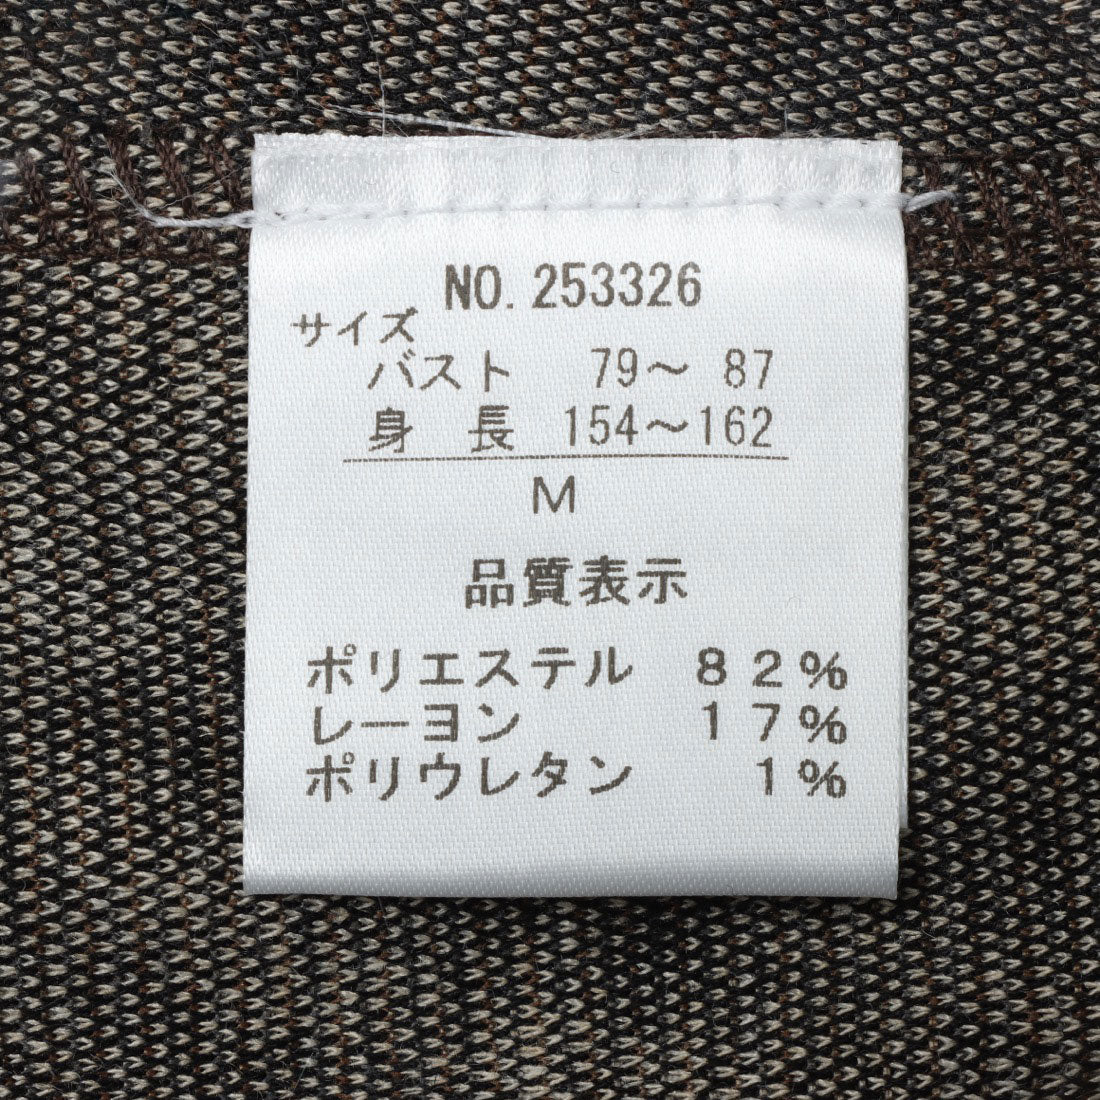 NO. 253326
サイズ
バスト 79〜 87
身 長 154〜162
M
品質表示
ポリエステル 82%
レーヨン 17%
ポリウレタン 1%